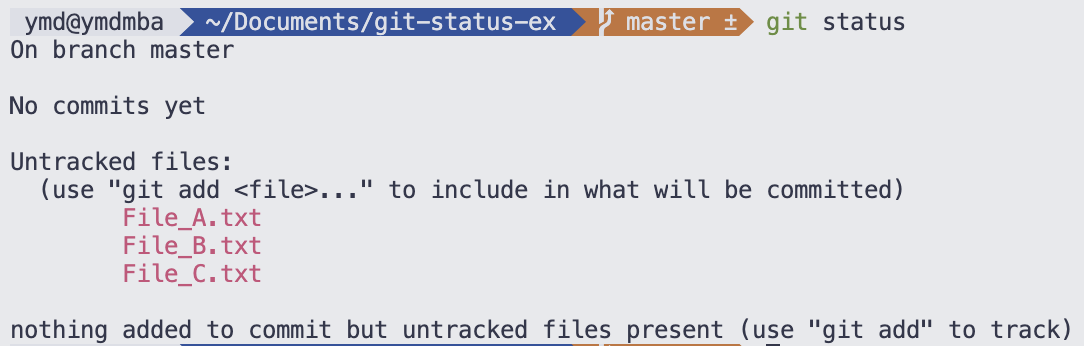 ymd@ymdmba ~/Documents/git-status-ex master ± git status
On branch master
No commits yet
Untracked files:
(use "git add <file>..." to include in what will be committed)
File_A.txt
File_B.txt
File_C.txt
nothing added to commit but untracked files present (use "git add" to track)